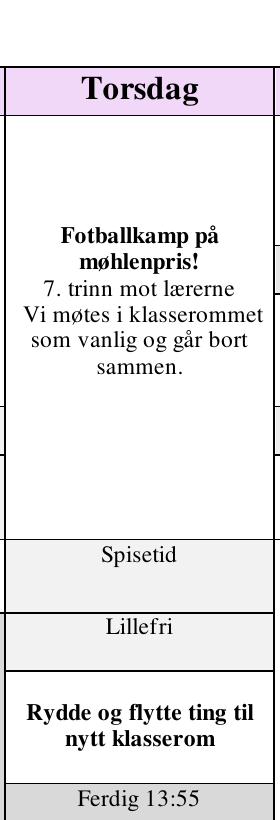 Torsdag
Fotballkamp på
møhlenpris!
7. trinn mot lærerne
Vi møtes i klasserommet
som vanlig og går bort
sammen.
Spisetid
Lillefri
Rydde og flytte ting til
nytt klasserom
Ferdig 13:55